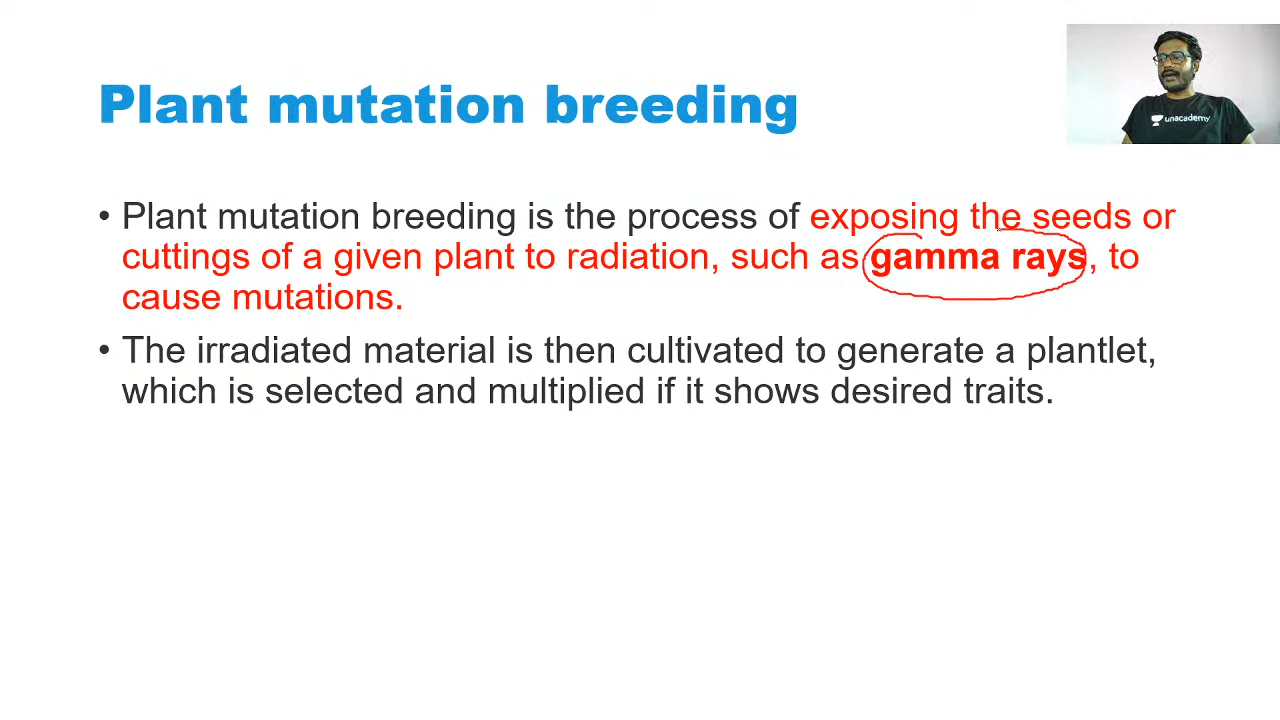 Plant mutation breeding
unacademy
• Plant mutation breeding is the process of exposing the seeds or
cuttings of a given plant to radiation, such as gamma rays, to
cause mutations.
• The irradiated material is then cultivated to generate a plantlet,
which is selected and multiplied if it shows desired traits.